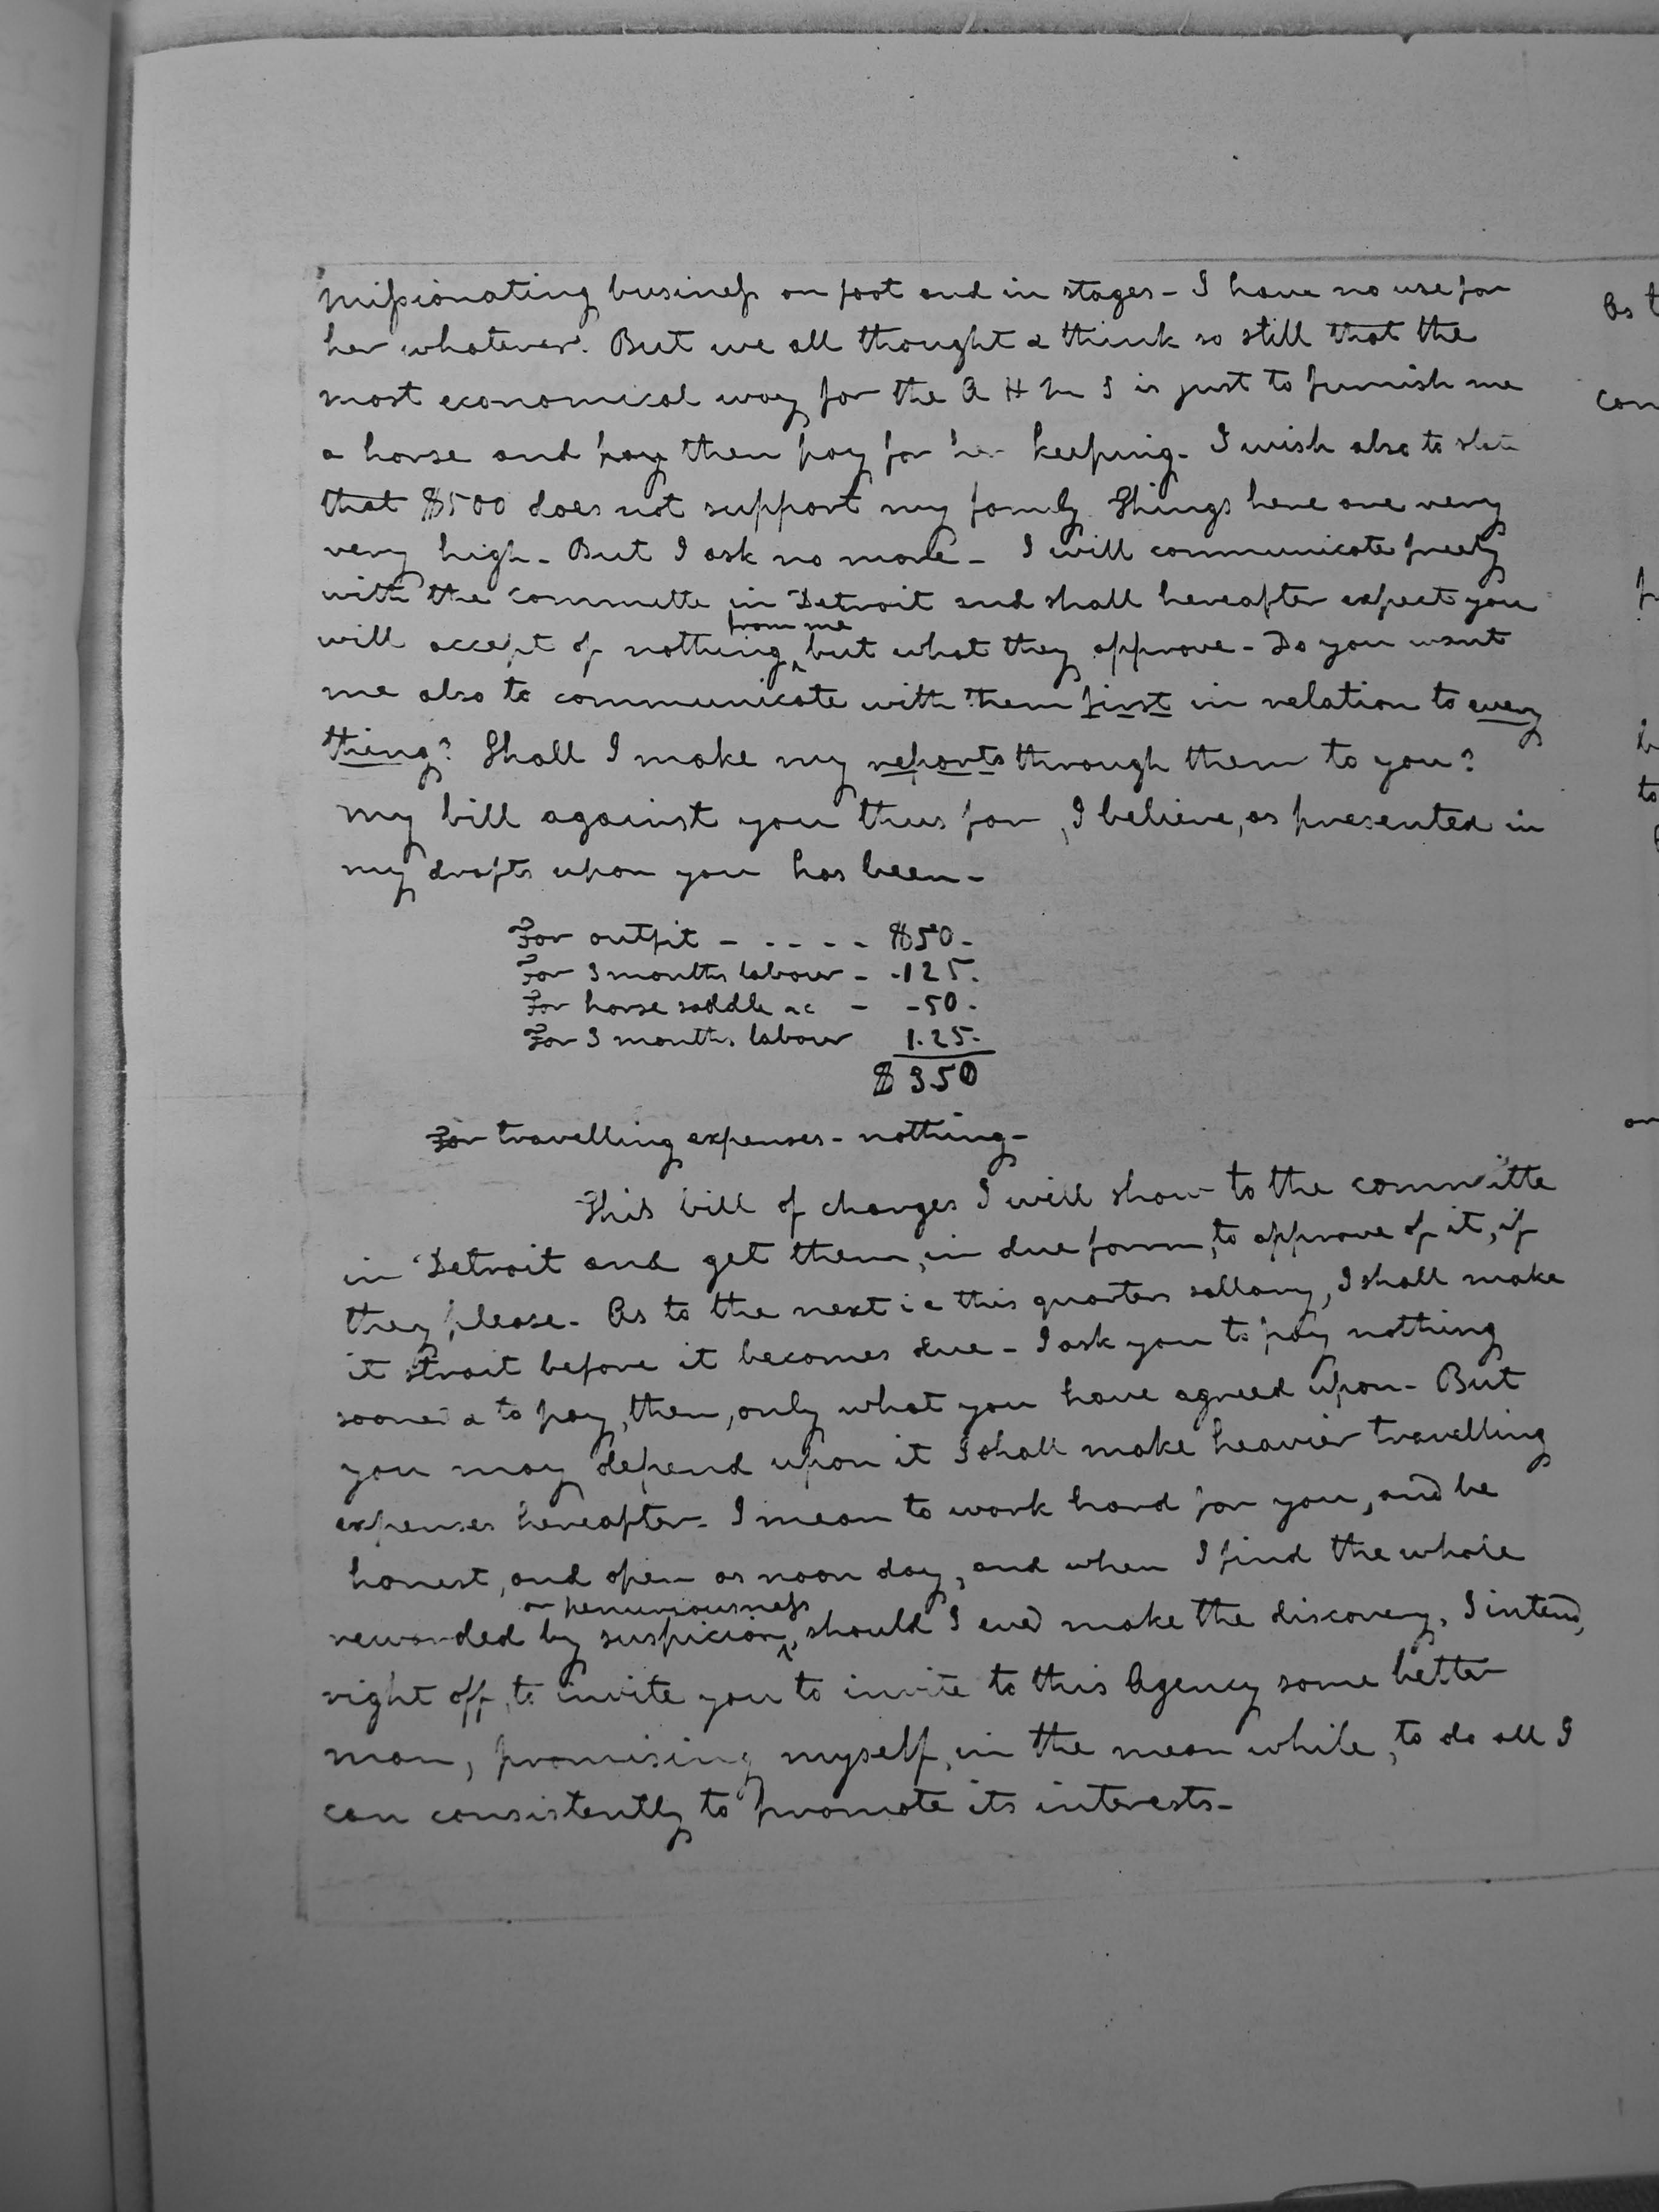 missionating business on foot and in stages - I have no use for
her whatever. But we all thought & think so still that the
most economical way for the A H M S is just to furnish me
a horse and pay then pay for her keeping. I wish also to state
that $500 does not support my family Things here are very
very high - But I ask no more - I will communicate freely
with the committe in Detroit and shall hereafter expect you
will accept of nothing from me but what they approve - Do you want
me also to communicate with them first in relation to every
thing? Shall I make my reports through them to you?
My bill against you thus far, I believe, as presented in
my drafts upon you has been -
For outfit - - - - - $50 -
For 3 months labour - - 125.
For horse saddle &c - - 50 -
For 3 months labour 1.25.
$ 350
For travelling expenses - nothing -
This bill of charges I will show to the committe
in Detroit and get them, in due form, to approve of it, if
they please - As to the next i e this quarters sallary, I shall make
it strait before it becomes due - I ask you to pay nothing
sooner & to pay, then, only what you have agreed upon - But
you may depend upon it I shall make heavier travelling
expenses hereafter - I mean to work hard for you, and be
honest, and open as noon day, and when I find the whole
rewarded by suspicion or penuriousness, should I ever make the discovery, I intend,
right off, to invite you to invite to this Agency some better
man, promising myself, in the mean while, to do all I
can consistently to promote its interests -
As t
com
f
b
to
on